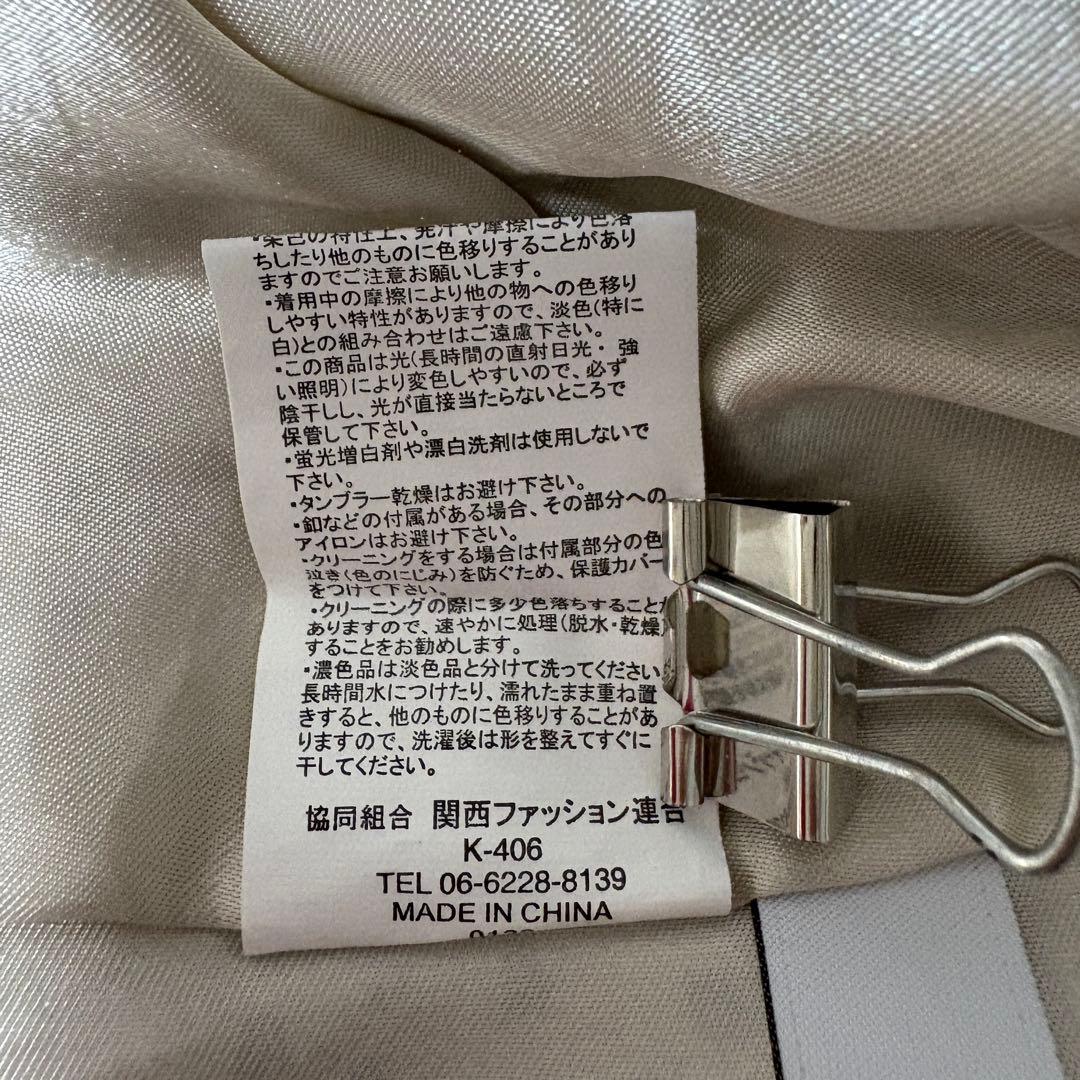 ・染色の特性上、発汗や摩擦により色落
ちしたり他のものに色移りすることがあり
ますのでご注意お願いします。
・着用中の摩擦により他の物への色移り
しやすい特性がありますので、淡色(特に
白)との組み合わせはご遠慮下さい。
・この商品は光(長時間の直射日光・ 強
い照明)により変色しやすいので、必ず
陰干しし、光が直接当たらないところで
保管して下さい。
・蛍光増白剤や漂白洗剤は使用しないで
下さい。
・タンブラー乾燥はお避け下さい。
・釦などの付属がある場合、その部分への
アイロンはお避け下さい。
・クリーニングをする場合は付属部分の色
泣き(色のにじみ)を防ぐため、保護カバー
をつけて下さい。
・クリーニングの際に多少色落ちすること
ありますので、速やかに処理(脱水・乾燥)
することをお勧めします。
・濃色品は淡色品と分けて洗ってください
長時間水につけたり、濡れたまま重ね置
きすると、他のものに色移りすることがあ
りますので、洗濯後は形を整えてすぐに
干してください。
協同組合 関西ファッション連合
K-406
TEL 06-6228-8139
MADE IN CHINA